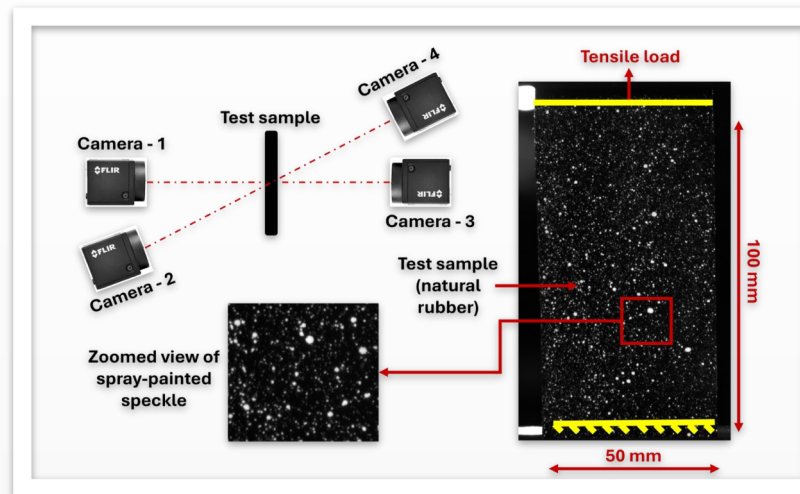 Tensile load
Camera - 4
Test sample
Camera - 1
FLIR
FLIR
FLIR
Camera - 3
FLIR
Camera - 2
Test sample
(natural
rubber)
100 mm
Zoomed view of
spray-painted
speckle
50 mm